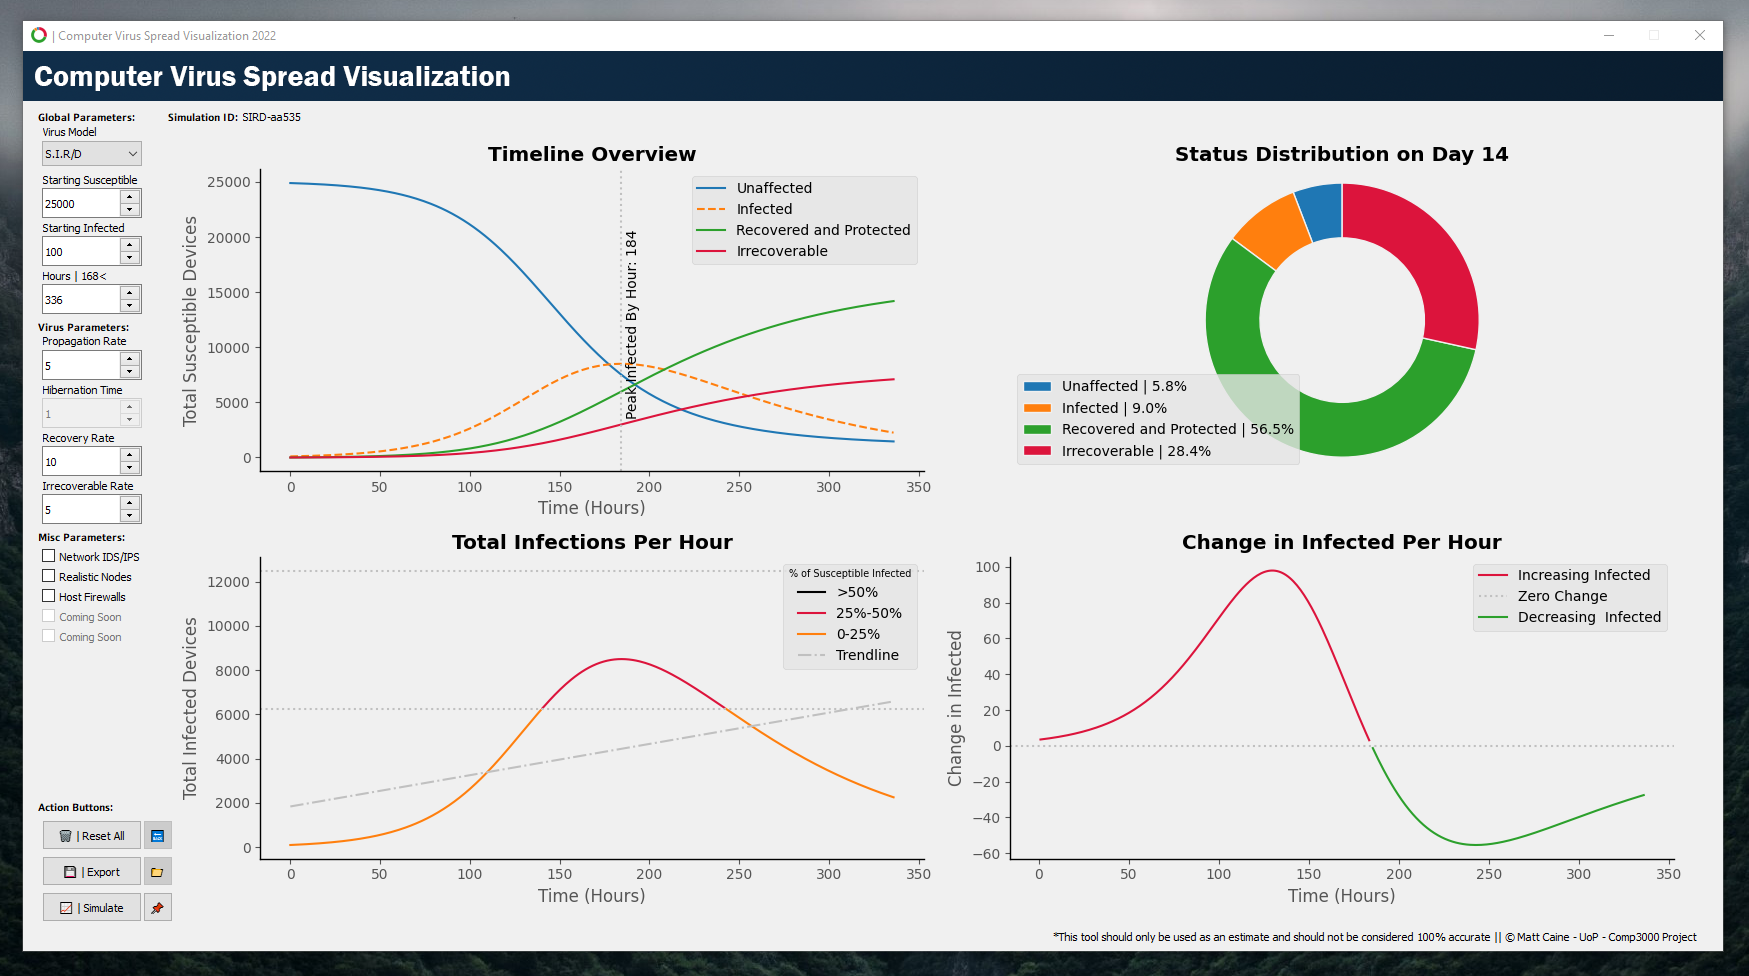 | Computer Virus Spread Visualization 2022
Computer Virus Spread Visualization
Global Parameters:
Virus Model
S.I.R/D
Starting Susceptible
25000
Starting Infected
100
Hours | 168<
336
Virus Parameters:
Propagation Rate
5
Hibernation Time
1
Recovery Rate
10
Irrecoverable Rate
5
Misc Parameters:
Network IDS/IPS
Realistic Nodes
Host Firewalls
Coming Soon
Coming Soon
Action Buttons:
| Reset All
BACK
| Export
| Simulate
Simulation ID: SIRD-aa535
Timeline Overview
Total Susceptible Devices
25000
20000
15000
10000
5000
0
Unaffected
Infected
Recovered and Protected
Irrecoverable
Peak Infected By Hour: 184
0 50 100 150 200 250 300 350
Time (Hours)
Status Distribution on Day 14
Unaffected | 5.8%
Infected | 9.0%
Recovered and Protected | 56.5%
Irrecoverable | 28.4%
Total Infections Per Hour
Total Infected Devices
12000
10000
8000
6000
4000
2000
0
% of Susceptible Infected
>50%
25%-50%
0-25%
Trendline
0 50 100 150 200 250 300 350
Time (Hours)
Change in Infected Per Hour
Change in Infected
100
80
60
40
20
0
−20
−40
−60
Increasing Infected
Zero Change
Decreasing Infected
0 50 100 150 200 250 300 350
Time (Hours)
*This tool should only be used as an estimate and should not be considered 100% accurate || © Matt Caine - UoP - Comp3000 Project